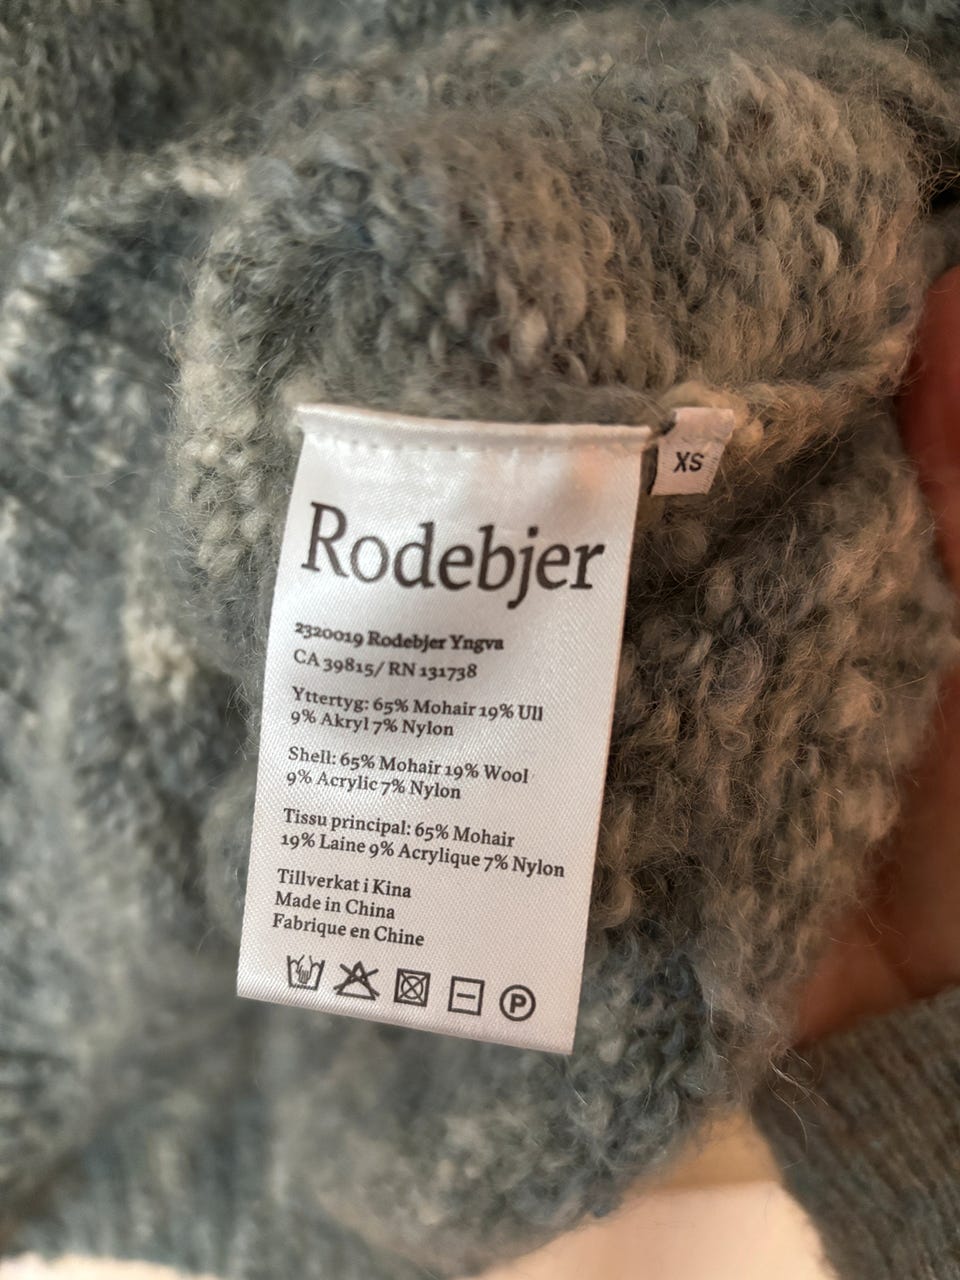 XS
Rodebjer
2320019 Rodebjer Yngva
CA 39815/ RN 131738
Yttertyg: 65% Mohair 19% Ull
9% Akryl 7% Nylon
Shell: 65% Mohair 19% Wool
9% Acrylic 7% Nylon
Tissu principal: 65% Mohair
19% Laine 9% Acrylique 7% Nylon
Tillverkat i Kina
Made in China
Fabrique en Chine
P